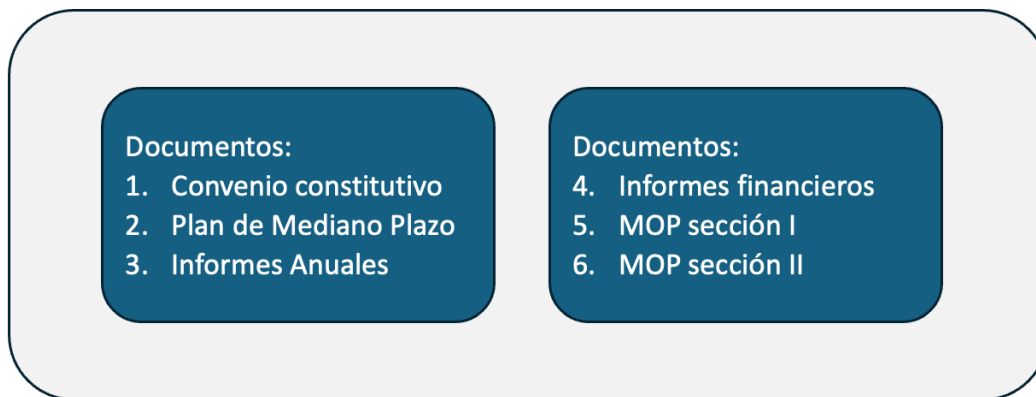 Documentos:
1. Convenio constitutivo
2. Plan de Mediano Plazo
3. Informes Anuales
Documentos:
4. Informes financieros
5. MOP sección I
6. MOP sección II